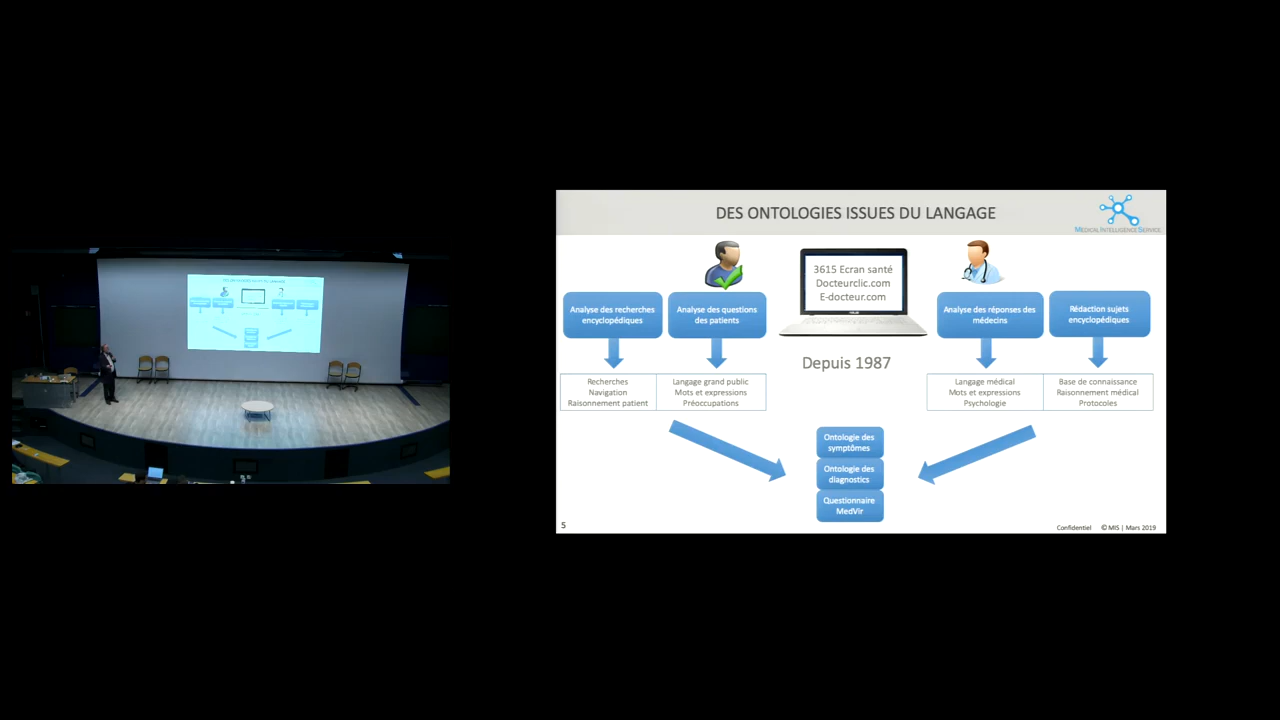 DES ONTOLOGIES ISSUES DU LANGAGE
MEDICAL INTELLIGENCE SERVICE
3615 Ecran santé
Docteurclic.com
E-docteur.com
Depuis 1987
Analyse des recherches
encyclopédiques
Analyse des questions
des patients
Analyse des réponses des
médecins
Rédaction sujets
encyclopédiques
Recherches
Navigation
Raisonnement patient
Langage grand public
Mots et expressions
Préoccupations
Langage médical
Mots et expressions
Psychologie
Base de connaissance
Raisonnement médical
Protocoles
Ontologie des
symptômes
Ontologie des
diagnostics
Questionnaire
MedVir
5
Confidentiel © MIS | Mars 2019